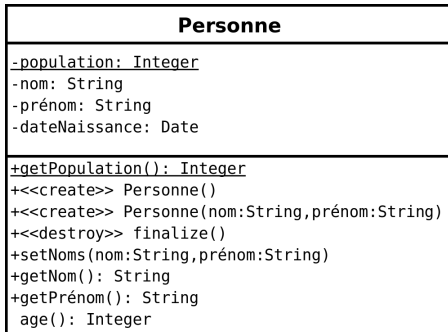 Personne
-population: Integer
-nom: String
-prénom: String
-dateNaissance: Date
+getPopulation(): Integer
+<<create>> Personne()
+<<create>> Personne(nom:String,prénom:String)
+<<destroy>> finalize()
+setNoms(nom:String,prénom:String)
+getNom(): String
+getPrénom(): String
age(): Integer